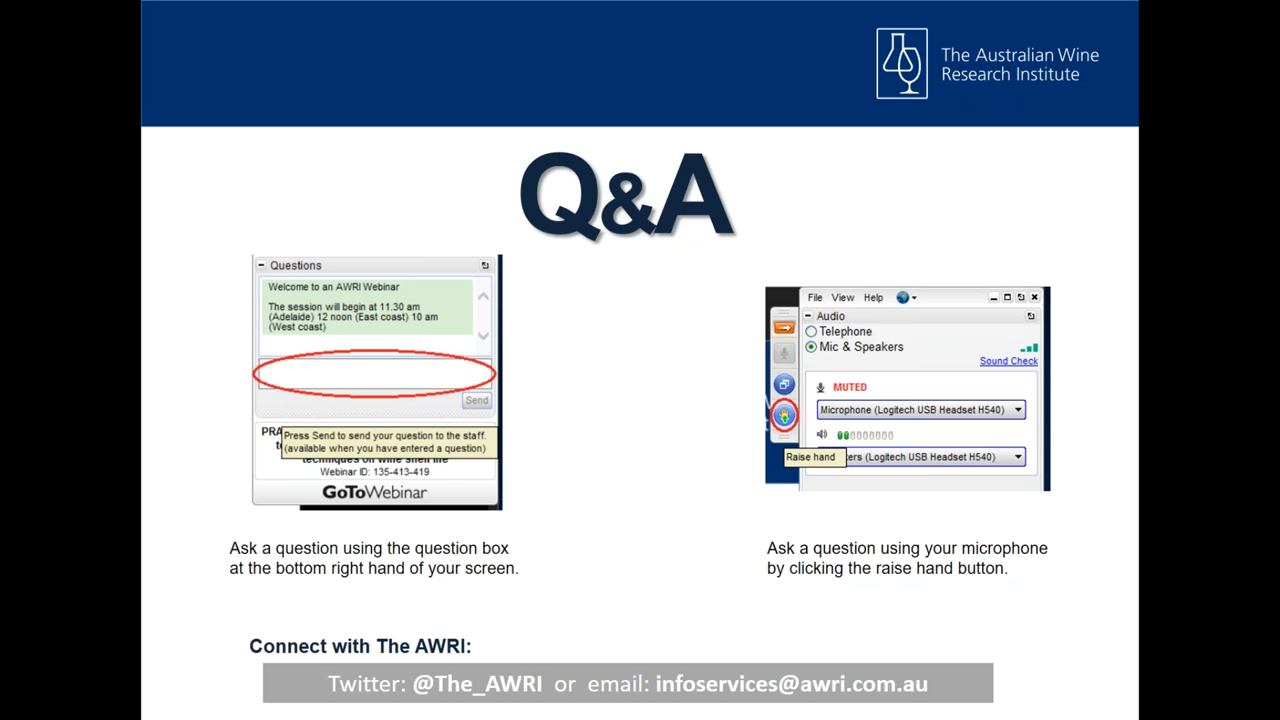 The Australian Wine
Research Institute
Q&A
Questions
Welcome to an AWRI Webinar
The session will begin at 11.30 am
(Adelaide) 12 noon (East coast) 10 am
(West coast)
Send
Press Send to send your question to the staff.
(available when you have entered a question)
techniques on wine shelf life
Webinar ID: 135-413-419
GoToWebinar
Ask a question using the question box
at the bottom right hand of your screen.
File View Help
Audio
Telephone
Mic & Speakers
Sound Check
MUTED
Microphone (Logitech USB Headset H540)
Raise hand
(Logitech USB Headset H540)
Ask a question using your microphone
by clicking the raise hand button.
Connect with The AWRI:
Twitter: @The_AWRI or email: infoservices@awri.com.au